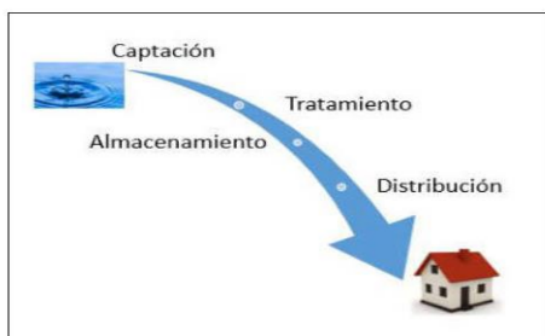 Captación
Tratamiento
Almacenamiento
Distribución